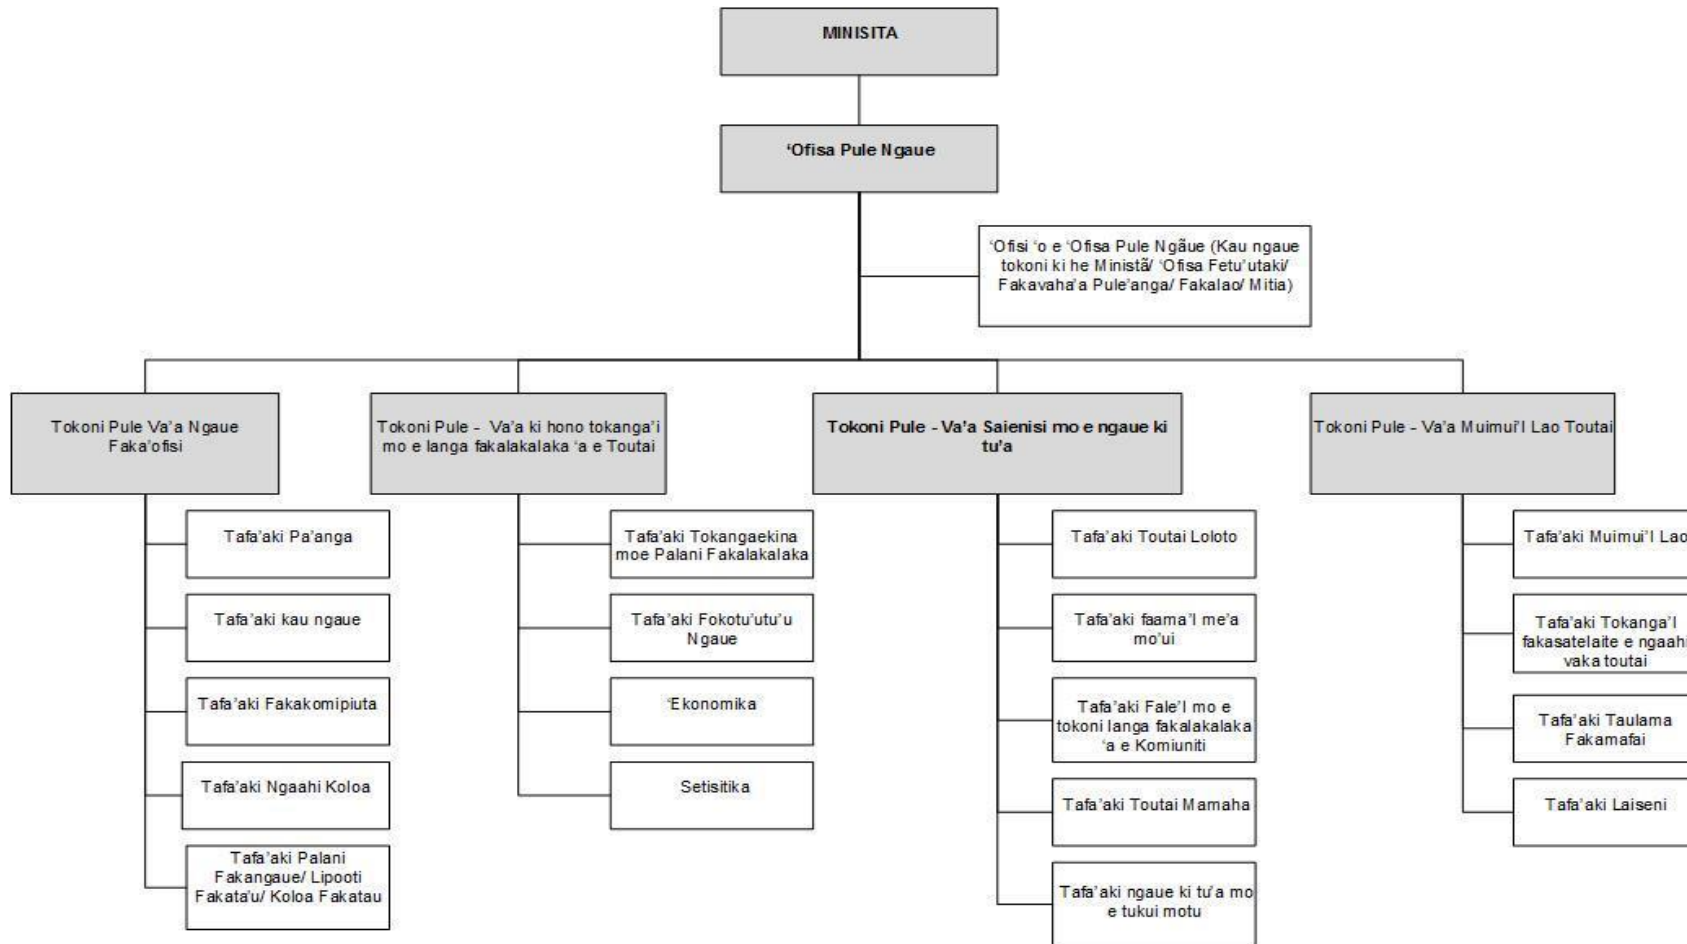 MINISITA
‘Ofisa Pule Ngaue
‘Ofisi ‘o e ‘Ofisa Pule Ngãue (Kau ngaue
tokoni ki he Ministã/ ‘Ofisa Fetu’utaki/
Fakavaha’a Pule’anga/ Fakalao/ Mitia)
Tokoni Pule Va’a Ngaue
Faka’ofisi
Tafa’aki Pa’anga
Tafa’aki kau ngaue
Tafa’aki Fakakomipiuta
Tafa’aki Ngaahi Koloa
Tafa’aki Palani
Fakangaue/ Lipooti
Fakata’u/ Koloa Fakatau
Tokoni Pule - Va’a ki hono tokanga’i
mo e langa fakalakalaka ‘a e Toutai
Tafa’aki Tokangaekina
moe Palani Fakalakalaka
Tafa’aki Fokotu’utu’u
Ngaue
‘Ekonomika
Setisitika
Tokoni Pule - Va’a Saienisi mo e ngaue ki
tu’a
Tafa’aki Toutai Loloto
Tafa’aki faama’I me’a
mo’ui
Tafa’aki Fale’I mo e
tokoni langa fakalakalaka
‘a e Komiuniti
Tafa’aki Toutai Mamaha
Tafa’aki ngaue ki tu’a mo
e tukui motu
Tokoni Pule - Va’a Muimui’I Lao Toutai
Tafa’aki Muimui’I Lao
Tafa’aki Tokanga’I
fakasatelaite e ngaahi
vaka toutai
Tafa’aki Taulama
Fakamafai
Tafa’aki Laiseni